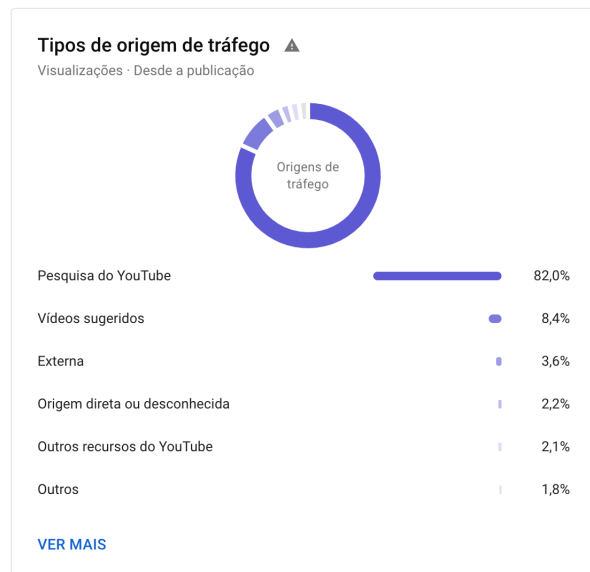 Tipos de origem de tráfego
Visualizações · Desde a publicação
Origens de
tráfego
Pesquisa do YouTube 82,0%
Vídeos sugeridos 8,4%
Externa 3,6%
Origem direta ou desconhecida 2,2%
Outros recursos do YouTube 2,1%
Outros 1,8%
VER MAIS